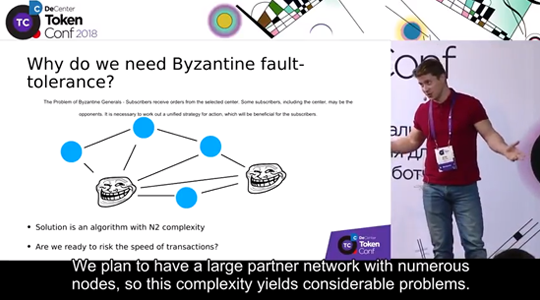 DeCenter
TC
Token
Conf 2018
Why do we need Byzantine fault-
tolerance?
The Problem of Byzantine Generals - Subscribers receive orders from the selected center. Some subscribers, including the center, may be the
opponents. It is necessary to work out a unified strategy for action, which will be beneficial for the subscribers.
• Solution is an algorithm with N2 complexity
• Are we ready to risk the speed of transactions?
TC
DeCenter
Token
Conf
onf
We plan to have a large partner network with numerous
nodes, so this complexity yields considerable problems.